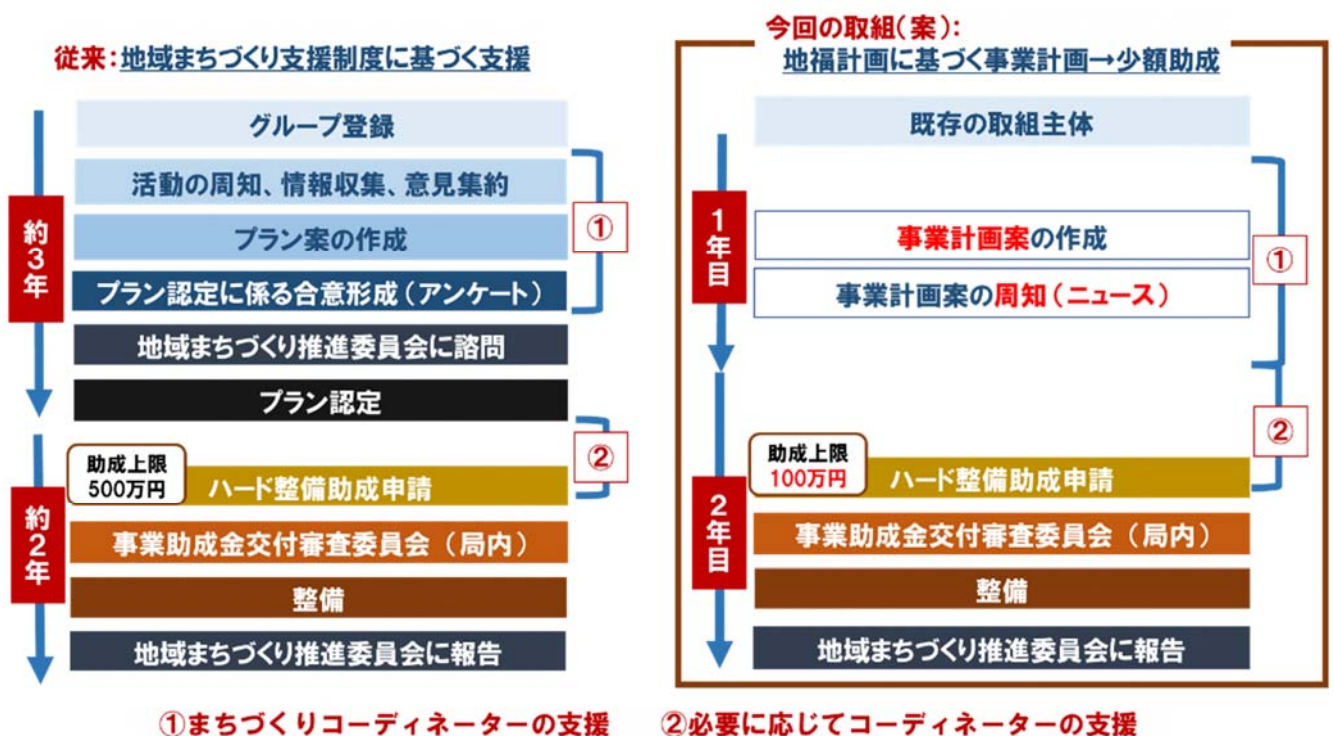 従来:地域まちづくり支援制度に基づく支援
グループ登録
活動の周知、情報収集、意見集約
プラン案の作成
プラン認定に係る合意形成(アンケート)
地域まちづくり推進委員会に諮問
プラン認定
約3年
①
②
助成上限
500万円
ハード整備助成申請
事業助成金交付審査委員会(局内)
整備
地域まちづくり推進委員会に報告
約2年
今回の取組(案):
地福計画に基づく事業計画→少額助成
既存の取組主体
事業計画案の作成
事業計画案の周知(ニュース)
1年目
①
②
助成上限
100万円
ハード整備助成申請
事業助成金交付審査委員会(局内)
整備
地域まちづくり推進委員会に報告
2年目
①まちづくりコーディネーターの支援 ②必要に応じてコーディネーターの支援